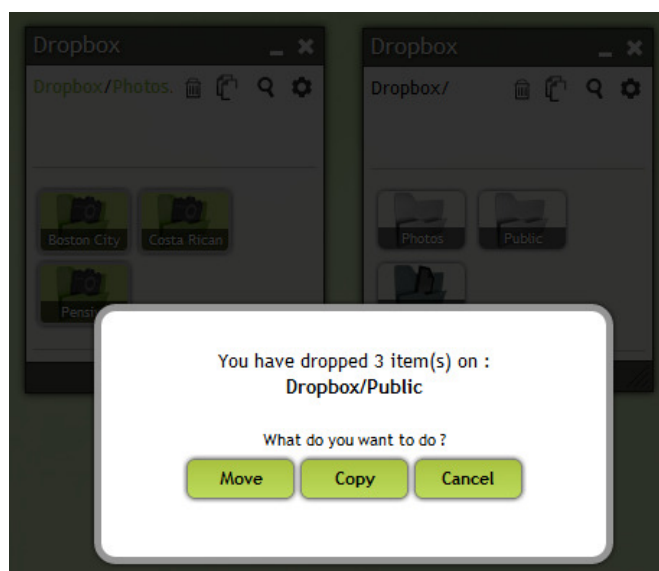 Dropbox
Dropbox/Photos.
Boston City
Costa Rican
Dropbox
Dropbox/
Photos
Public
You have dropped 3 item(s) on :
Dropbox/Public
What do you want to do ?
Move
Copy
Cancel